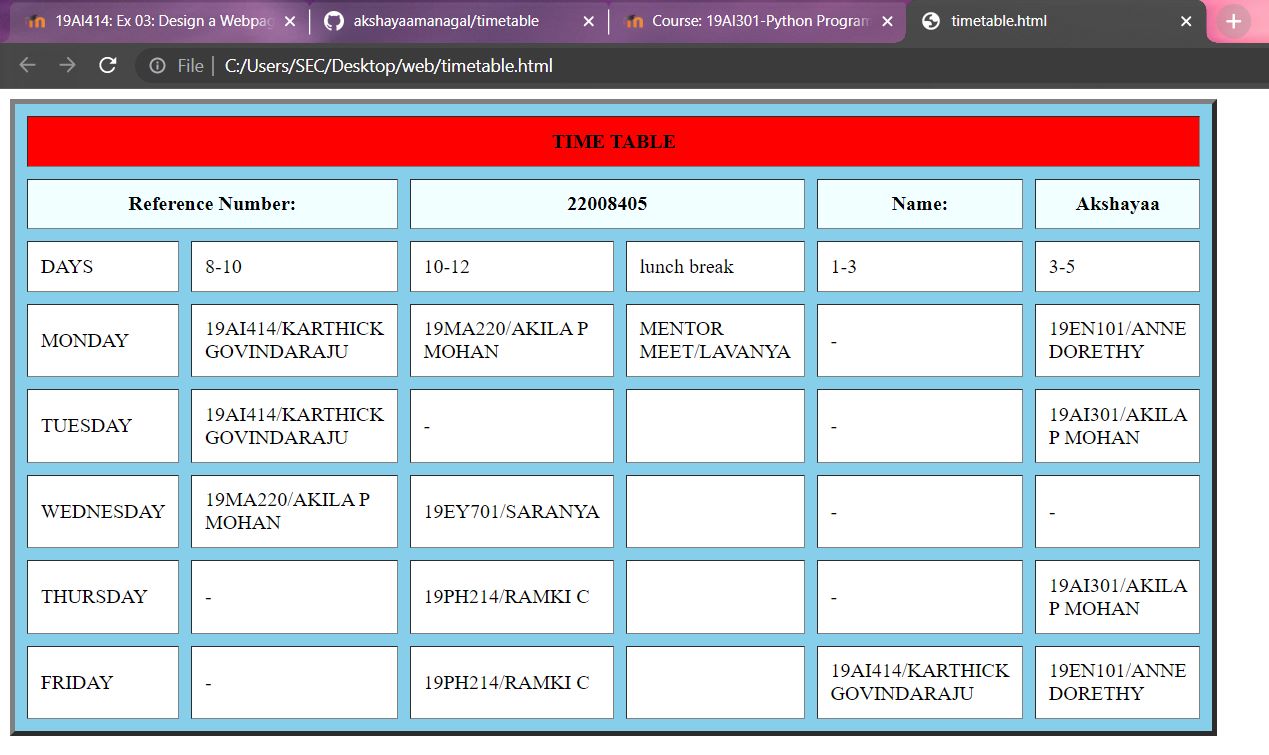 19AI414: Ex 03: Design a Webpag
akshayaamanagal/timetable
Course: 19AI301-Python Program
timetable.html
File | C:/Users/SEC/Desktop/web/timetable.html
TIME TABLE
Reference Number: 22008405 Name: Akshayaa
DAYS 8-10 10-12 lunch break 1-3 3-5
MONDAY
19AI414/KARTHICK
GOVINDARAJU
19MA220/AKILA P
MOHAN
MENTOR
MEET/LAVANYA
-
19EN101/ANNE
DORETHY
TUESDAY
19AI414/KARTHICK
GOVINDARAJU
-
-
19AI301/AKILA
P MOHAN
WEDNESDAY
19MA220/AKILA P
MOHAN
19EY701/SARANYA
-
-
THURSDAY
-
19PH214/RAMKI C
-
19AI301/AKILA
P MOHAN
FRIDAY
-
19PH214/RAMKI C
19AI414/KARTHICK
GOVINDARAJU
19EN101/ANNE
DORETHY